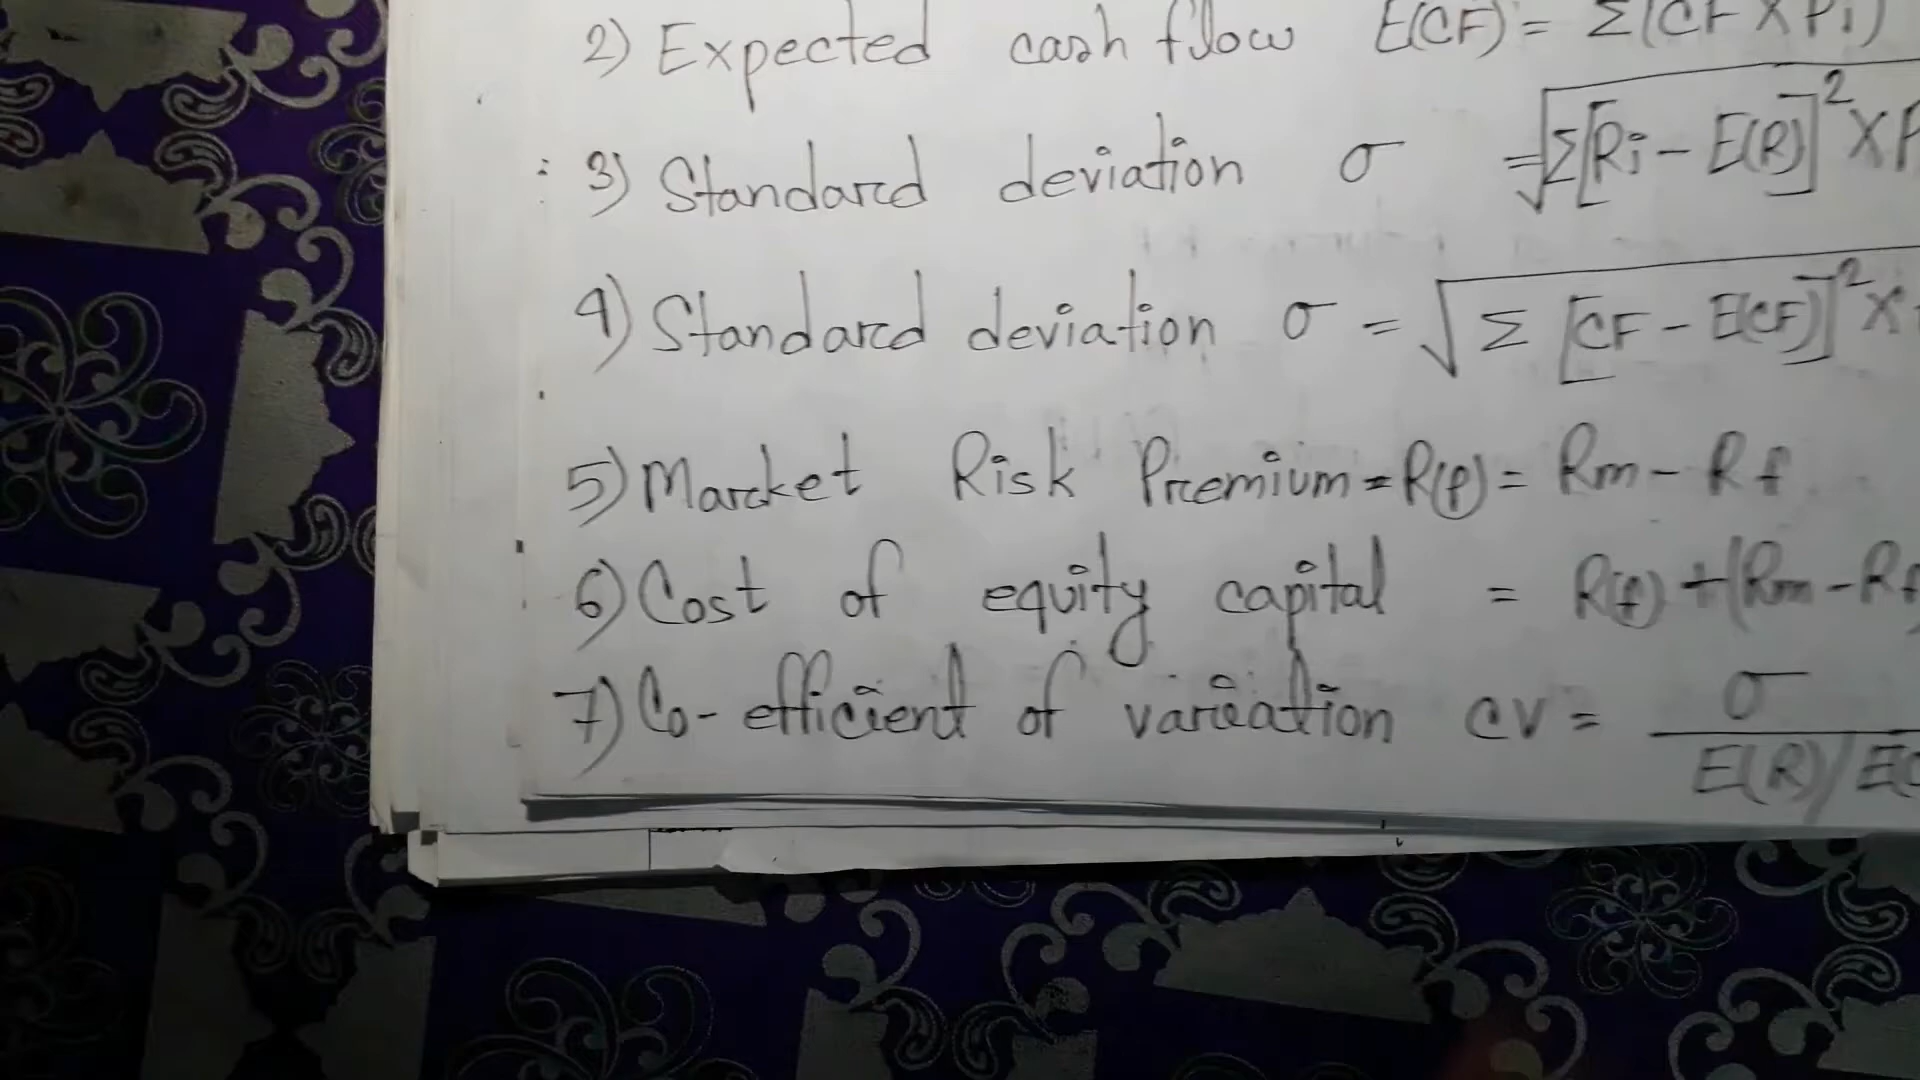 2) Expected cash flow E(CF) = Σ(CF X Pi)
3) Standard deviation σ = √Σ[Ri - E(R)]² X P
4) Standard deviation σ = √Σ [CF - E(CF)]² X
5) Marcket Risk Premium = R(p) = Rm - Rf
6) Cost of equity capital = R(f) + (Rm - Rf
7) Co-efficient of variation cv = σ
E(R)/E(